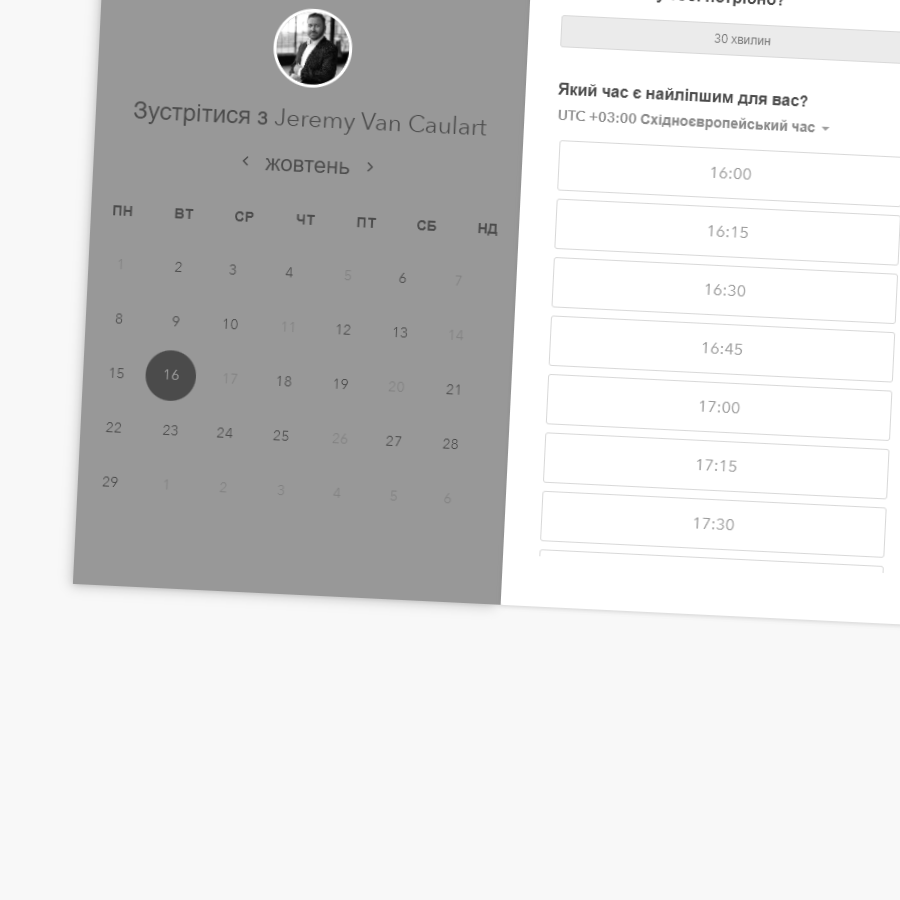 Зустрітися з Jeremy Van Caulart
жовтень
ПН ВТ СР ЧТ ПТ СБ НД
1 2 3 4 5 6 7
8 9 10 11 12 13 14
15 16 17 18 19 20 21
22 23 24 25 26 27 28
29 1 2 3 4 5 6
потрібно?
30 хвилин
Який час є найліпшим для вас?
UTC +03:00 Східноєвропейський час
16:00
16:15
16:30
16:45
17:00
17:15
17:30